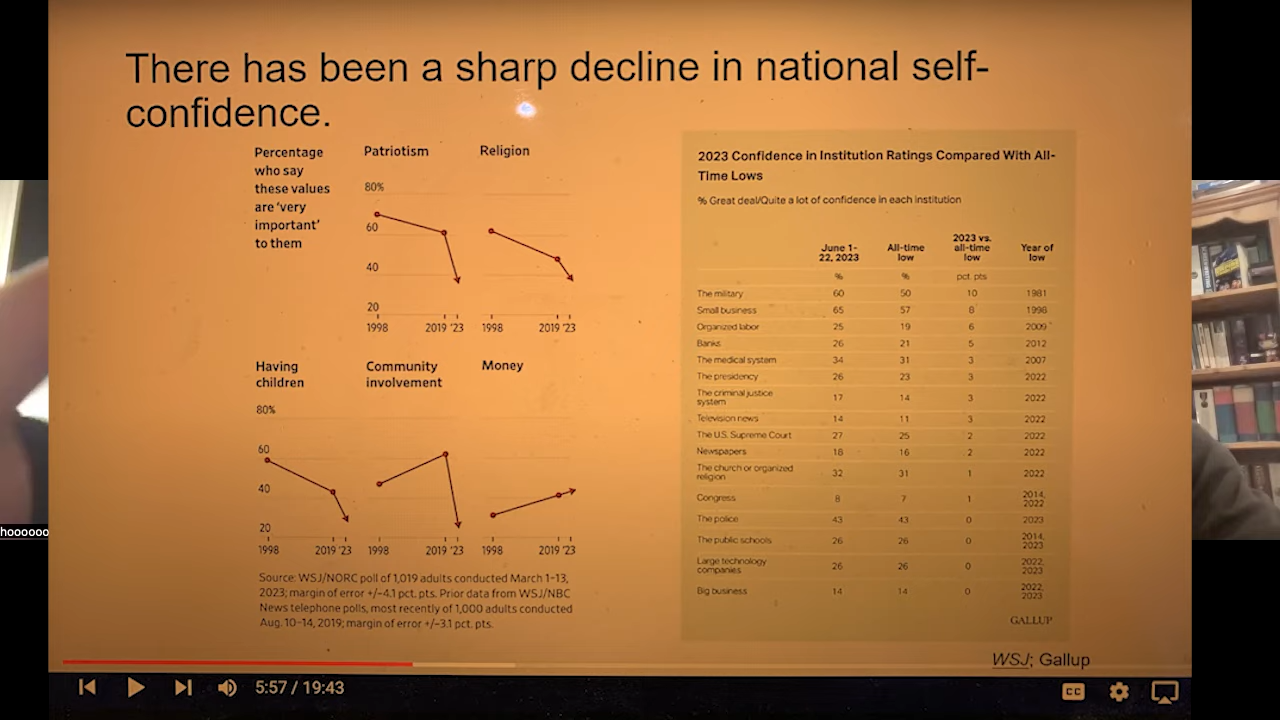 There has been a sharp decline in national self-
confidence.
Percentage
who say
these values
are ‘very
important’
to them
Patriotism
80%
60
40
20
1998 2019 ’23
Religion
1998 2019 ’23
Having
children
80%
60
40
20
1998 2019 ’23
Community
involvement
1998 2019 ’23
Money
1998 2019 ’23
Source: WSJ/NORC poll of 1,019 adults conducted March 1-13,
2023; margin of error +/-4.1 pct. pts. Prior data from WSJ/NBC
News telephone polls, most recently of 1,000 adults conducted
Aug. 10-14, 2019; margin of error +/-3.1 pct. pts.
2023 Confidence in Institution Ratings Compared With All-
Time Lows
% Great deal/Quite a lot of confidence in each institution
June 1-
22, 2023
All-time
low
2023 vs.
all-time
low
Year of
low
% % pct. pts
The military 60 50 10 1981
Small business 65 57 8 1998
Organized labor 25 19 6 2009
Banks 26 21 5 2012
The medical system 34 31 3 2007
The presidency 26 23 3 2022
The criminal justice
system 17 14 3 2022
Television news 14 11 3 2022
The U.S. Supreme Court 27 25 2 2022
Newspapers 18 16 2 2022
The church or organized
religion 32 31 1 2022
Congress 8 7 1 2014,
2022
The police 43 43 0 2023
The public schools 26 26 0 2014,
2023
Large technology
companies 26 26 0 2022,
2023
Big business 14 14 0 2022,
2023
GALLUP
WSJ; Gallup
hoooooo
5:57 / 19:43
CC